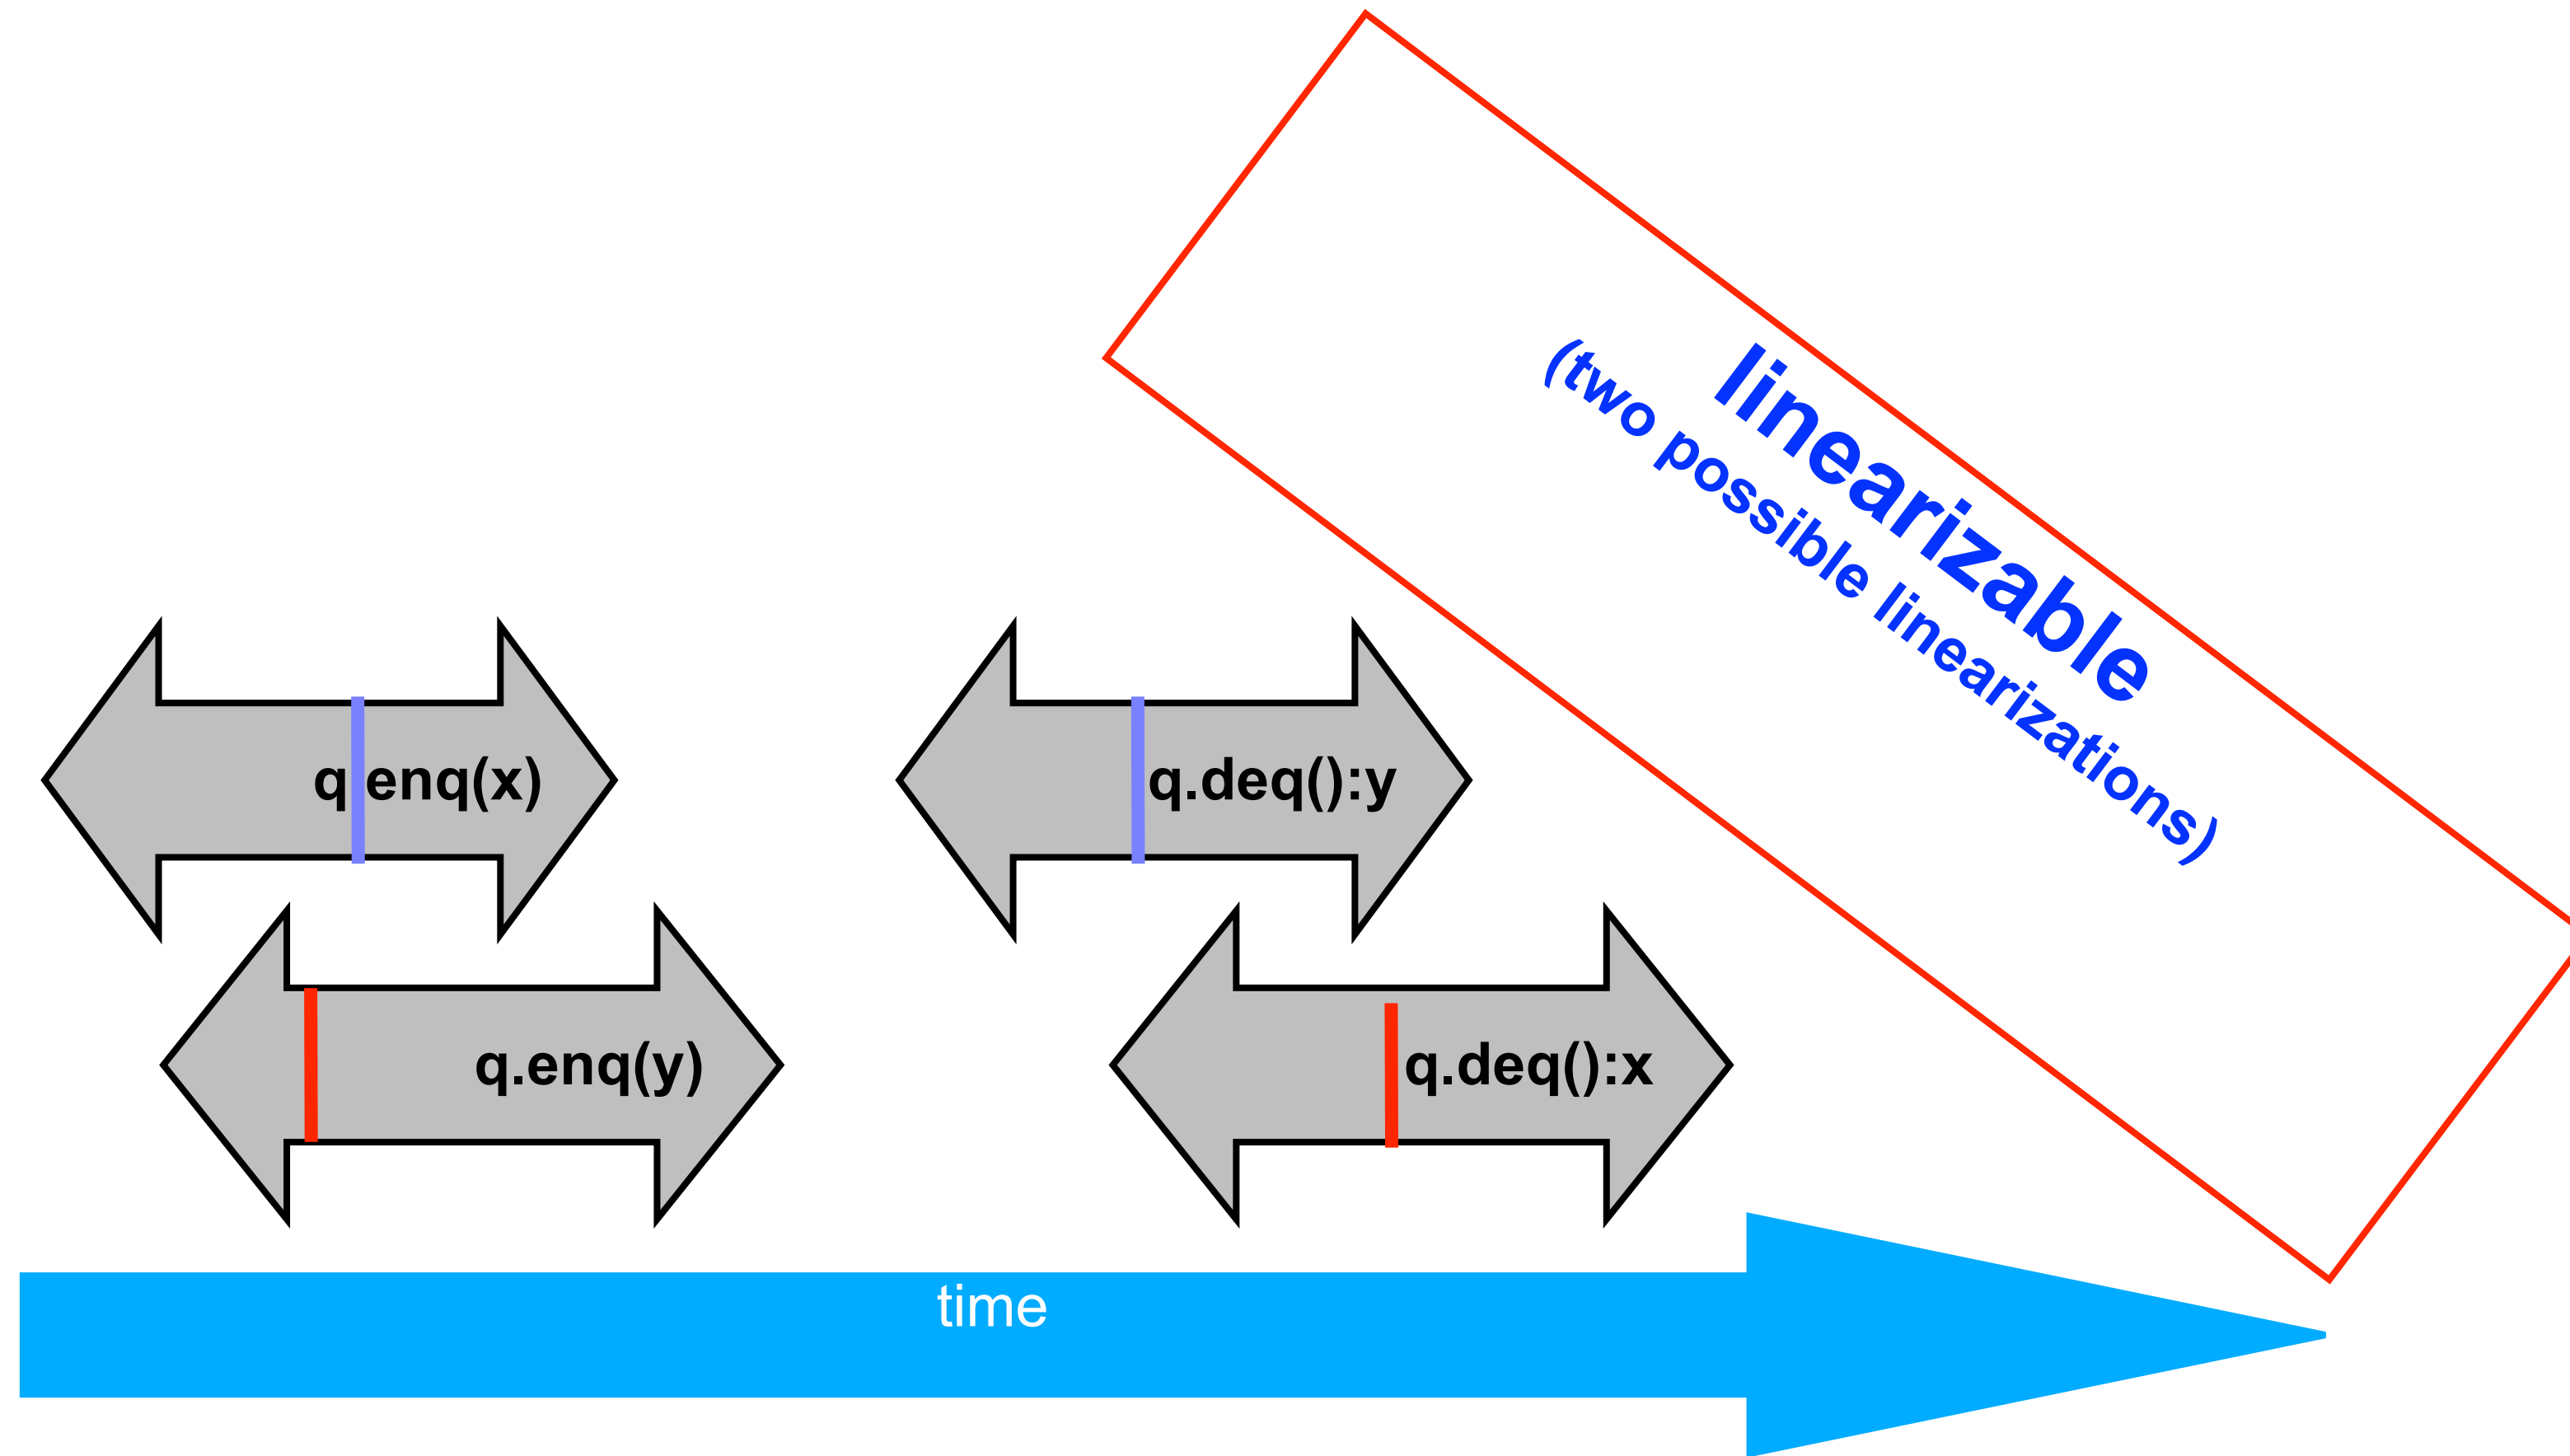 linearizable
(two possible linearizations)
q.enq(x)
q.deq():y
q.enq(y)
q.deq():x
time